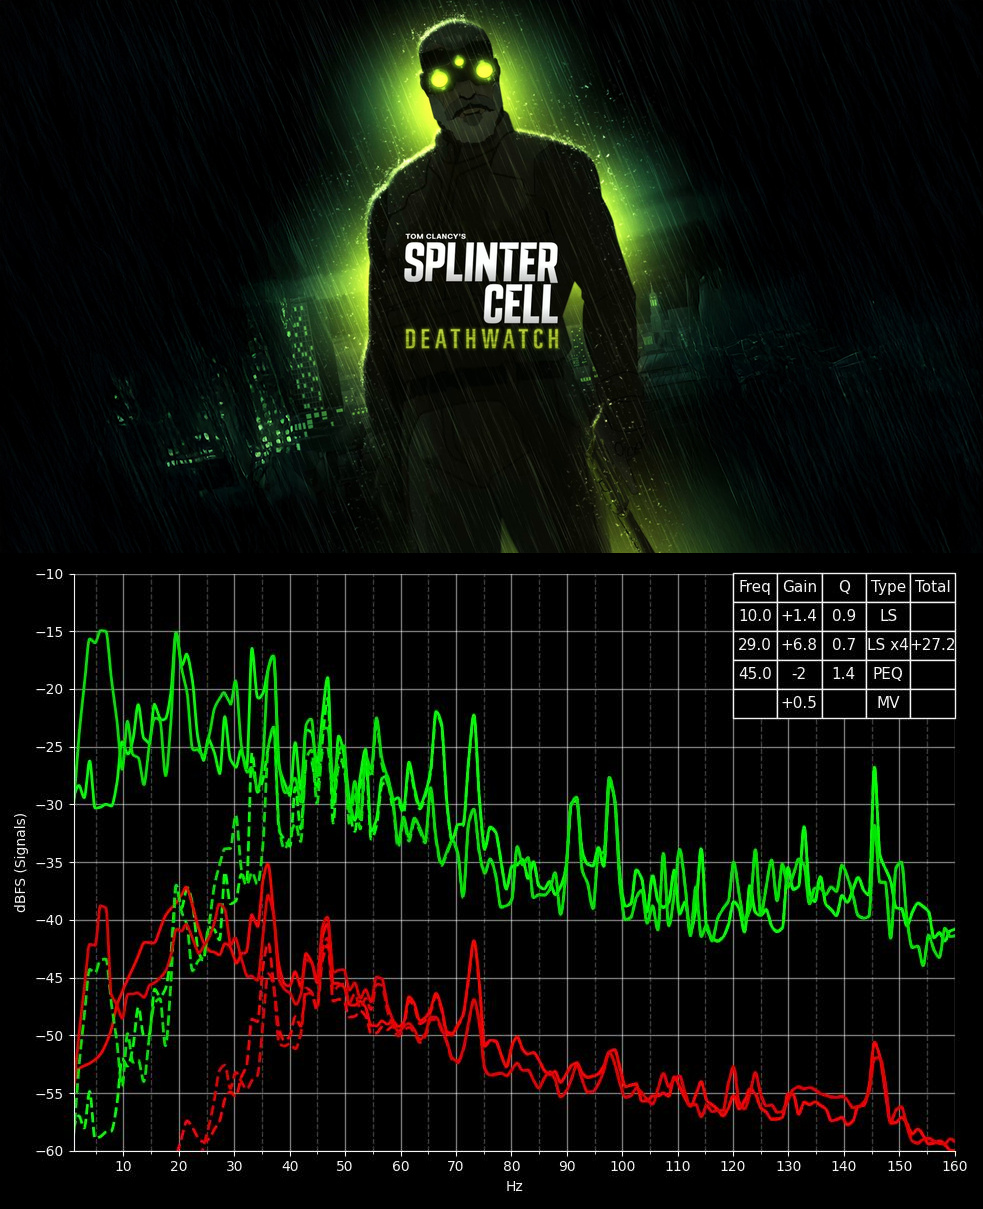 TOM CLANCY'S
SPLINTER
CELL
DEATHWATCH
Freq Gain Q Type Total
10.0 +1.4 0.9 LS
29.0 +6.8 0.7 LS x4 +27.2
45.0 -2 1.4 PEQ
+0.5 MV
−10
−15
−20
−25
−30
−35
−40
−45
−50
−55
−60
dBFS (Signals)
10 20 30 40 50 60 70 80 90 100 110 120 130 140 150 160
Hz